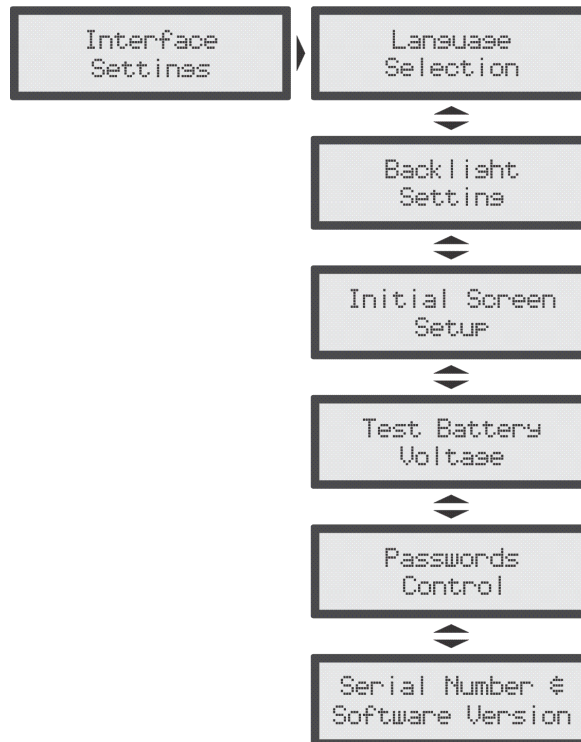 Interface
Settings
Language
Selection
Backlight
Setting
Initial Screen
Setup
Test Battery
Voltage
Passwords
Control
Serial Number &
Software Version